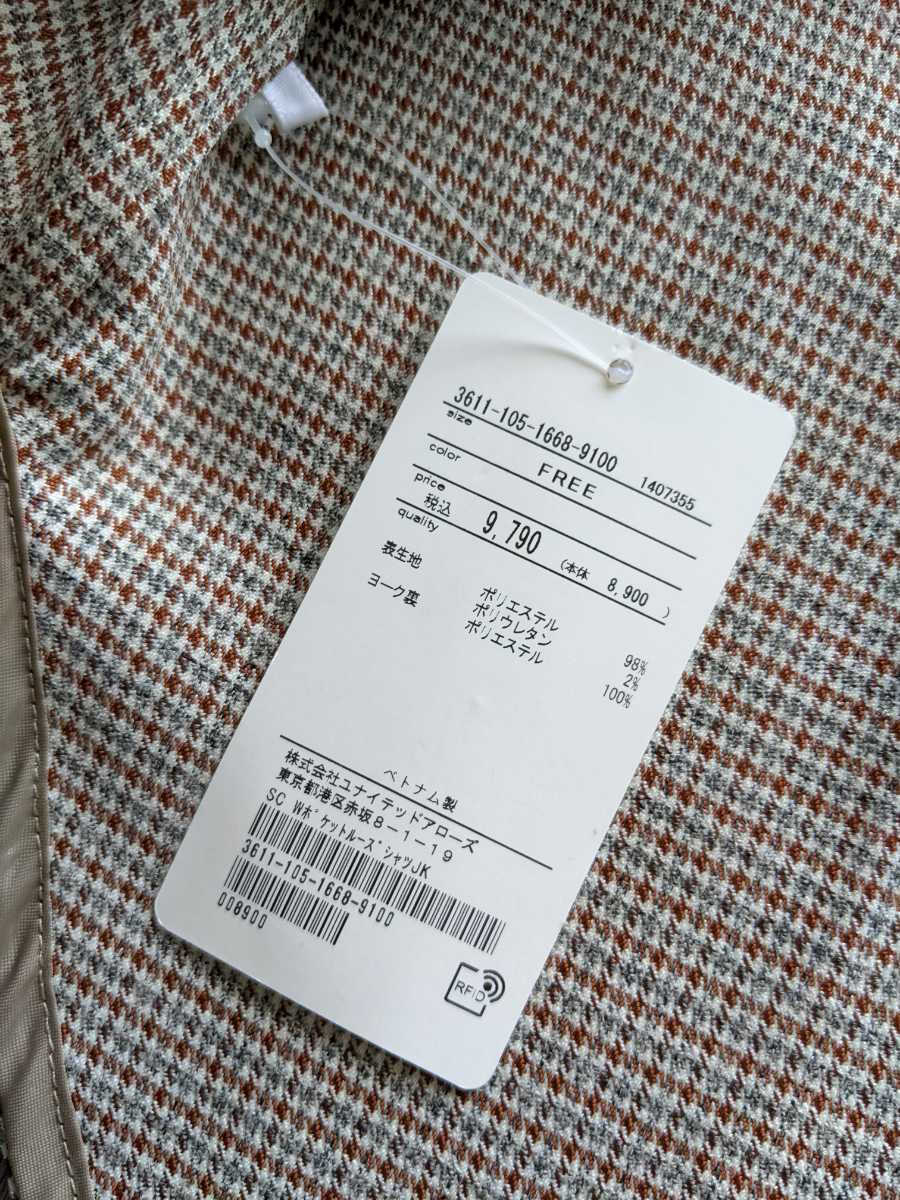 3611-105-1668-9100 1407355
size FREE
color
price 税込 9,790 (本体 8,900 )
quality
表生地 ポリエステル 98%
ポリウレタン 2%
ヨーク裏 ポリエステル 100%
ベトナム製
株式会社ユナイテッドアローズ
東京都港区赤坂8-1-19
SC WポケットルーズシャツJK
3611-105-1668-9100
008900
RFID